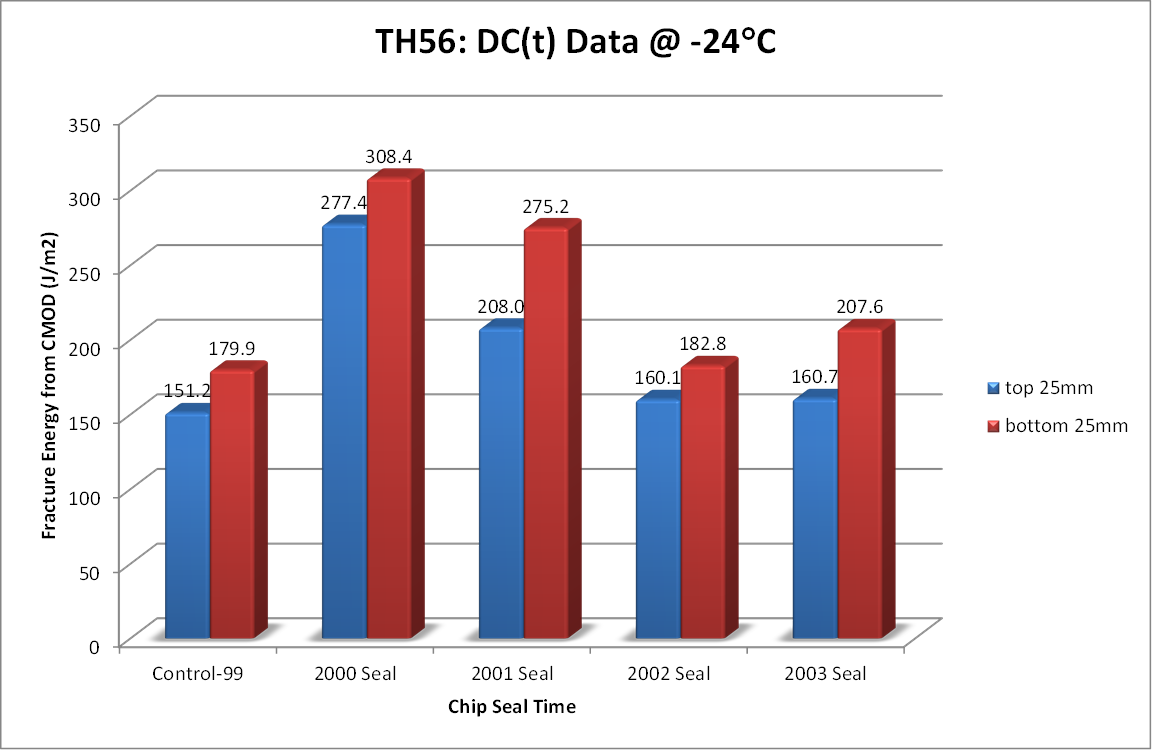 TH56: DC(t) Data @ -24°C
Fracture Energy from CMOD (J/m2)
350
300
250
200
150
100
50
0
151.2
179.9
277.4
308.4
208.0
275.2
160.1
182.8
160.7
207.6
Control-99
2000 Seal
2001 Seal
2002 Seal
2003 Seal
Chip Seal Time
top 25mm
bottom 25mm